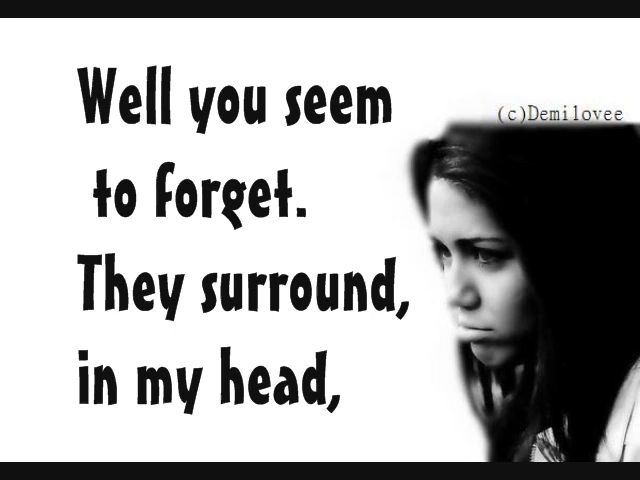 (c)Demilovee
Well you seem
to forget.
They surround,
in my head,